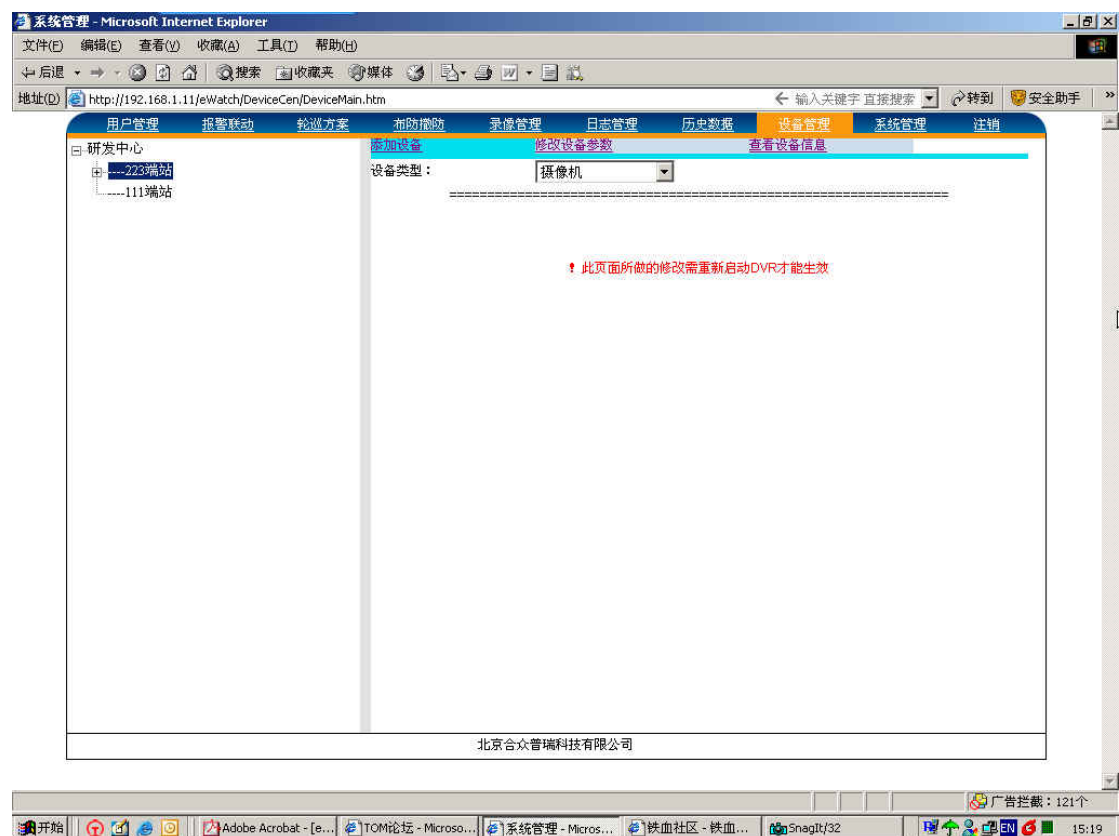 系统管理 - Microsoft Internet Explorer
文件(F) 编辑(E) 查看(V) 收藏(A) 工具(T) 帮助(H)
后退 搜索 收藏夹 媒体
地址(D) http://192.168.1.11/eWatch/DeviceCen/DeviceMain.htm 输入关键字 直接搜索 转到 安全助手 »
用户管理 报警联动 轮巡方案 布防撤防 录像管理 日志管理 历史数据 设备管理 系统管理 注销
添加设备 修改设备参数 查看设备信息
研发中心
----223端站
----111端站
设备类型： 摄像机
! 此页面所做的修改需重新启动DVR才能生效
北京合众普瑞科技有限公司
广告拦截：121个
开始 Adobe Acrobat - [e... TOM论坛 - Microso... 系统管理 - Micros... 铁血社区 - 铁血... SnagIt/32 EN 15:19